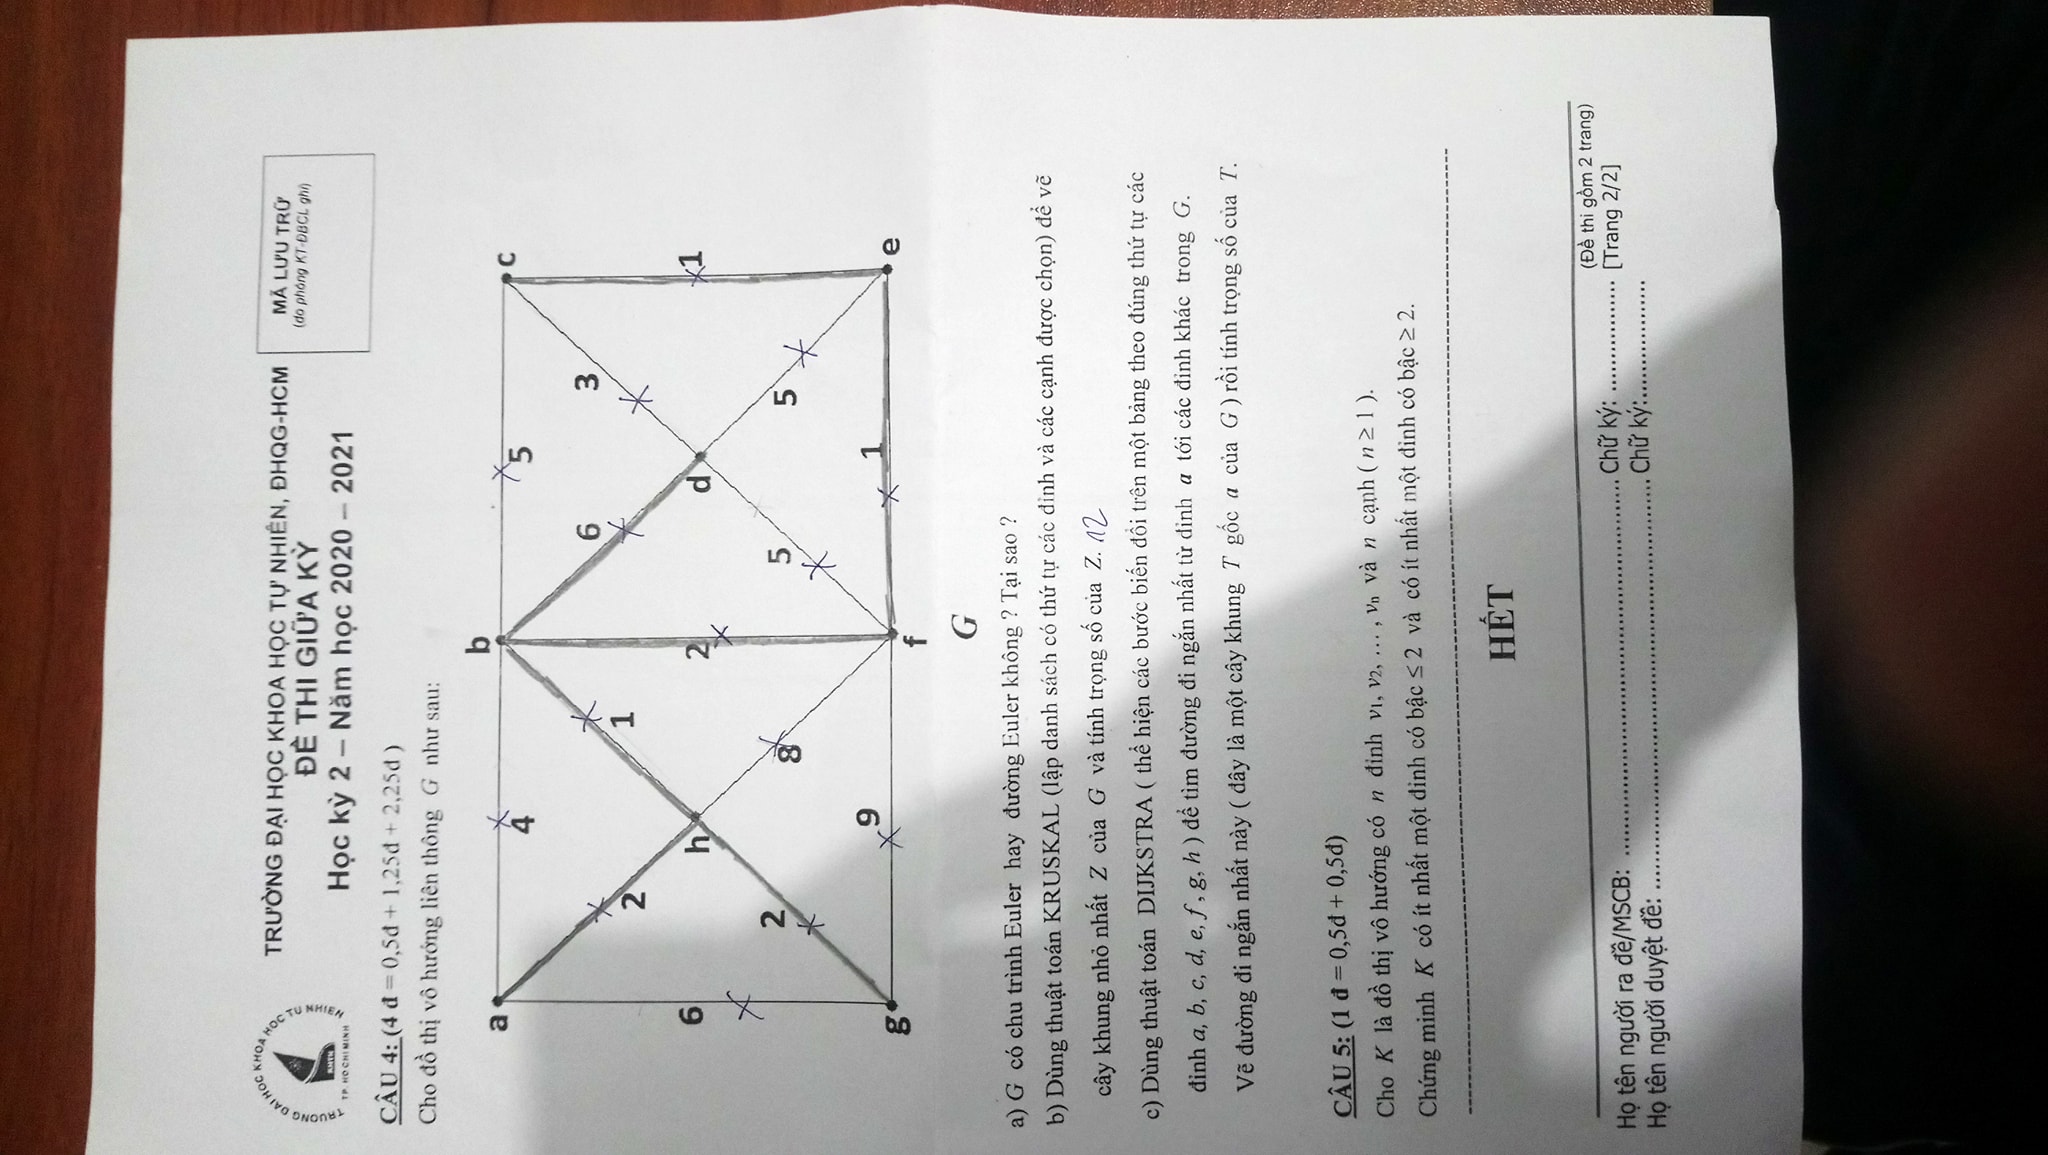 TRƯỜNG ĐẠI HỌC KHOA HỌC TỰ NHIÊN
KHTN
TP. HO CHI MINH
TRƯỜNG ĐẠI HỌC KHOA HỌC TỰ NHIÊN, ĐHQG-HCM
ĐỀ THI GIỮA KỲ
Học kỳ 2 – Năm học 2020 – 2021
MÃ LƯU TRỮ
(do phòng KT-ĐBCL ghi)
CÂU 4: (4 đ = 0,5đ + 1,25đ + 2,25đ )
Cho đồ thị vô hướng liên thông G như sau:
a
b
c
4
5
2
1
6
3
6
h
2
d
1
2
8
5
5
9
1
g
f
e
G
a) G có chu trình Euler hay đường Euler không ? Tại sao ?
b) Dùng thuật toán KRUSKAL (lập danh sách có thứ tự các đỉnh và các cạnh được chọn) để vẽ
cây khung nhỏ nhất Z của G và tính trọng số của Z. 12
c) Dùng thuật toán DIJKSTRA ( thể hiện các bước biến đổi trên một bảng theo đúng thứ tự các
đỉnh a, b, c, d, e, f , g, h ) để tìm đường đi ngắn nhất từ đỉnh a tới các đỉnh khác trong G.
Vẽ đường đi ngắn nhất này ( đây là một cây khung T gốc a của G ) rồi tính trọng số của T.
CÂU 5: (1 đ = 0,5đ + 0,5đ)
Cho K là đồ thị vô hướng có n đỉnh v1, v2, … , vn và n cạnh ( n ≥ 1 ).
Chứng minh K có ít nhất một đỉnh có bậc ≤ 2 và có ít nhất một đỉnh có bậc ≥ 2.
HẾT
(Đề thi gồm 2 trang)
Họ tên người ra đề/MSCB: ........................................................ Chữ ký: ................. [Trang 2/2]
Họ tên người duyệt đề: ............................................................. Chữ ký:..................